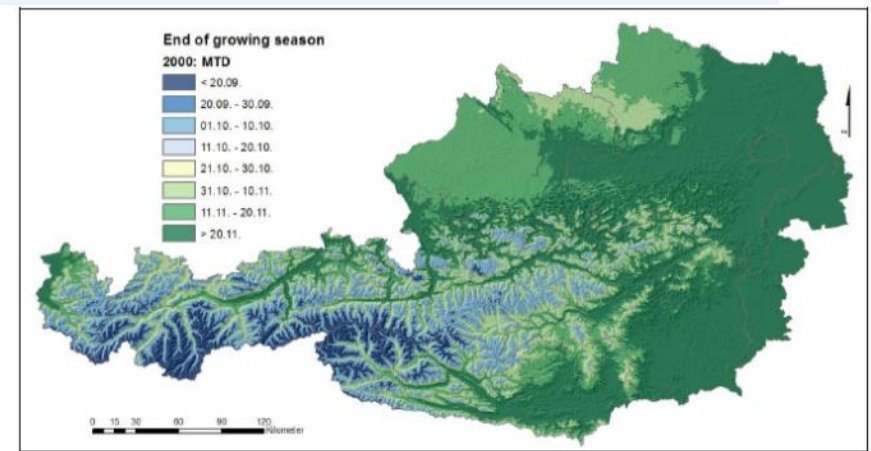 End of growing season
2000: MTD
< 20.09.
20.09. - 30.09.
01.10. - 10.10.
11.10. - 20.10.
21.10. - 30.10.
31.10. - 10.11.
11.11. - 20.11.
> 20.11.
0 15 30 60 90 120
Kilometer